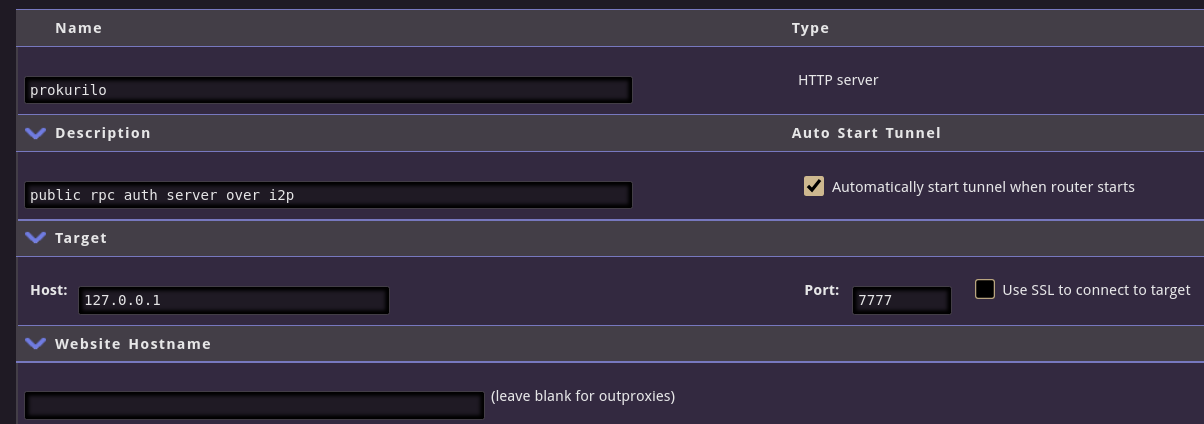 Name Type
prokurilo HTTP server
Description Auto Start Tunnel
public rpc auth server over i2p Automatically start tunnel when router starts
Target
Host: 127.0.0.1 Port: 7777 Use SSL to connect to target
Website Hostname
(leave blank for outproxies)